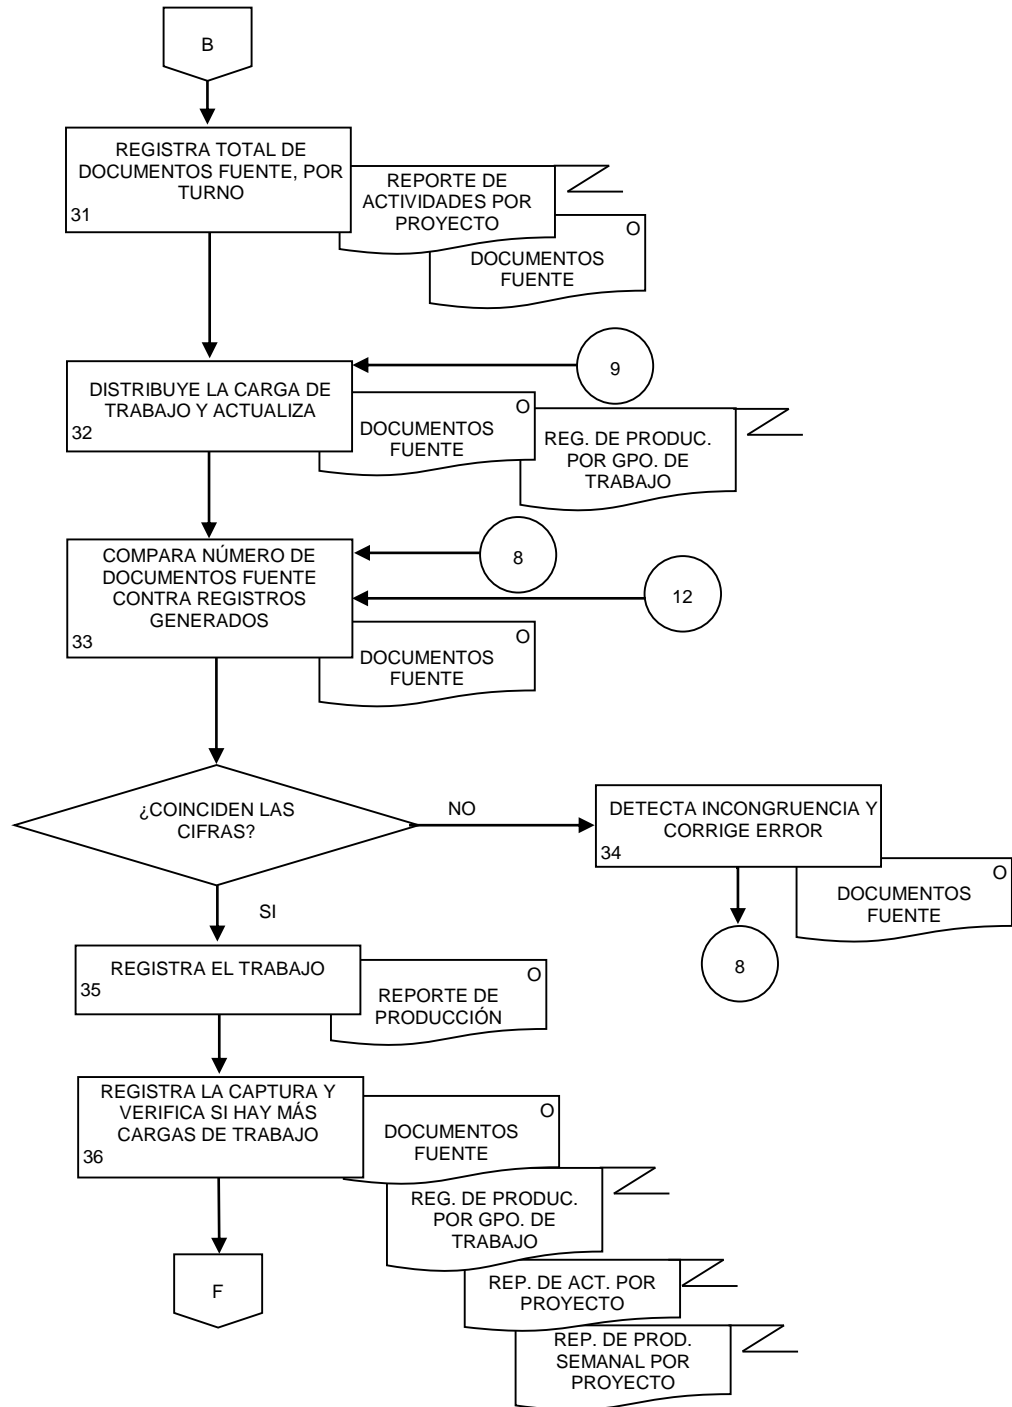 B
REGISTRA TOTAL DE
DOCUMENTOS FUENTE, POR
TURNO
31
REPORTE DE
ACTIVIDADES POR
PROYECTO
O
DOCUMENTOS
FUENTE
9
DISTRIBUYE LA CARGA DE
TRABAJO Y ACTUALIZA
32
O
DOCUMENTOS
FUENTE
REG. DE PRODUC.
POR GPO. DE
TRABAJO
COMPARA NÚMERO DE
DOCUMENTOS FUENTE
CONTRA REGISTROS
GENERADOS
33
8
12
O
DOCUMENTOS
FUENTE
¿COINCIDEN LAS
CIFRAS?
NO
DETECTA INCONGRUENCIA Y
CORRIGE ERROR
34
O
DOCUMENTOS
FUENTE
8
SI
REGISTRA EL TRABAJO
35
O
REPORTE DE
PRODUCCIÓN
REGISTRA LA CAPTURA Y
VERIFICA SI HAY MÁS
CARGAS DE TRABAJO
36
O
DOCUMENTOS
FUENTE
REG. DE PRODUC.
POR GPO. DE
TRABAJO
REP. DE ACT. POR
PROYECTO
REP. DE PROD.
SEMANAL POR
PROYECTO
F